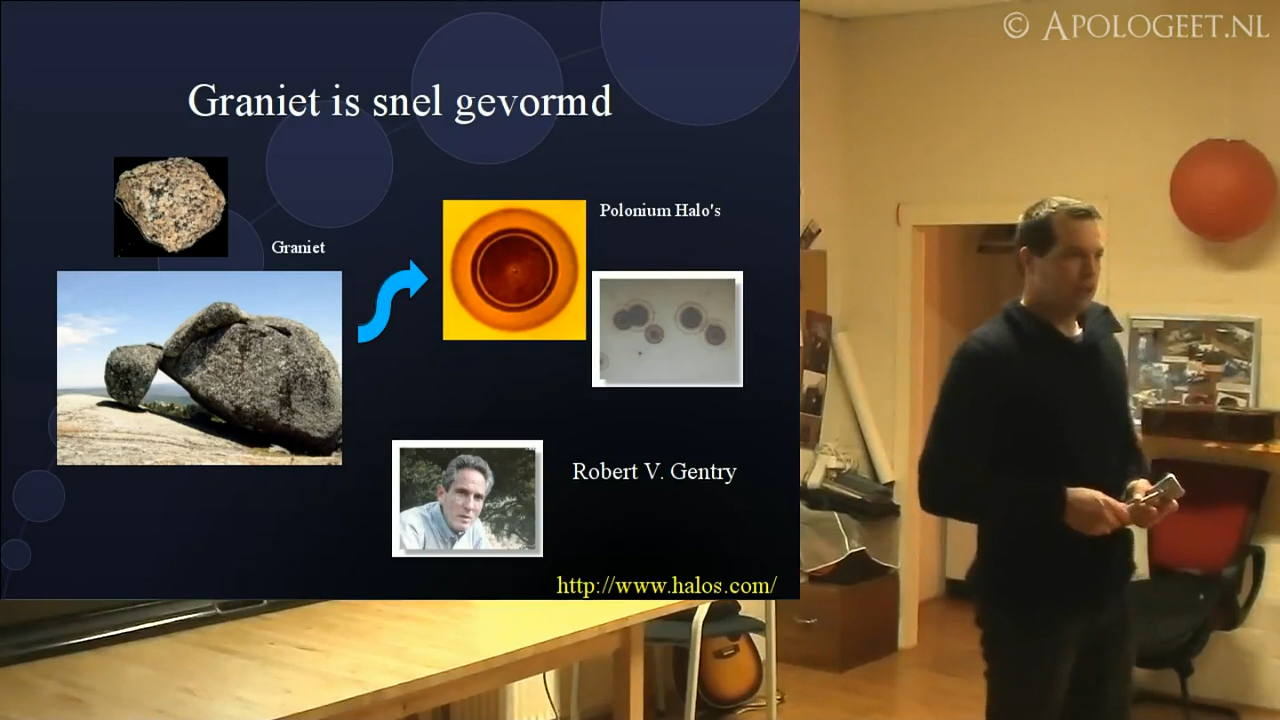 © APOLOGEET.NL
Graniet is snel gevormd
Polonium Halo's
Graniet
Robert V. Gentry
http://www.halos.com/